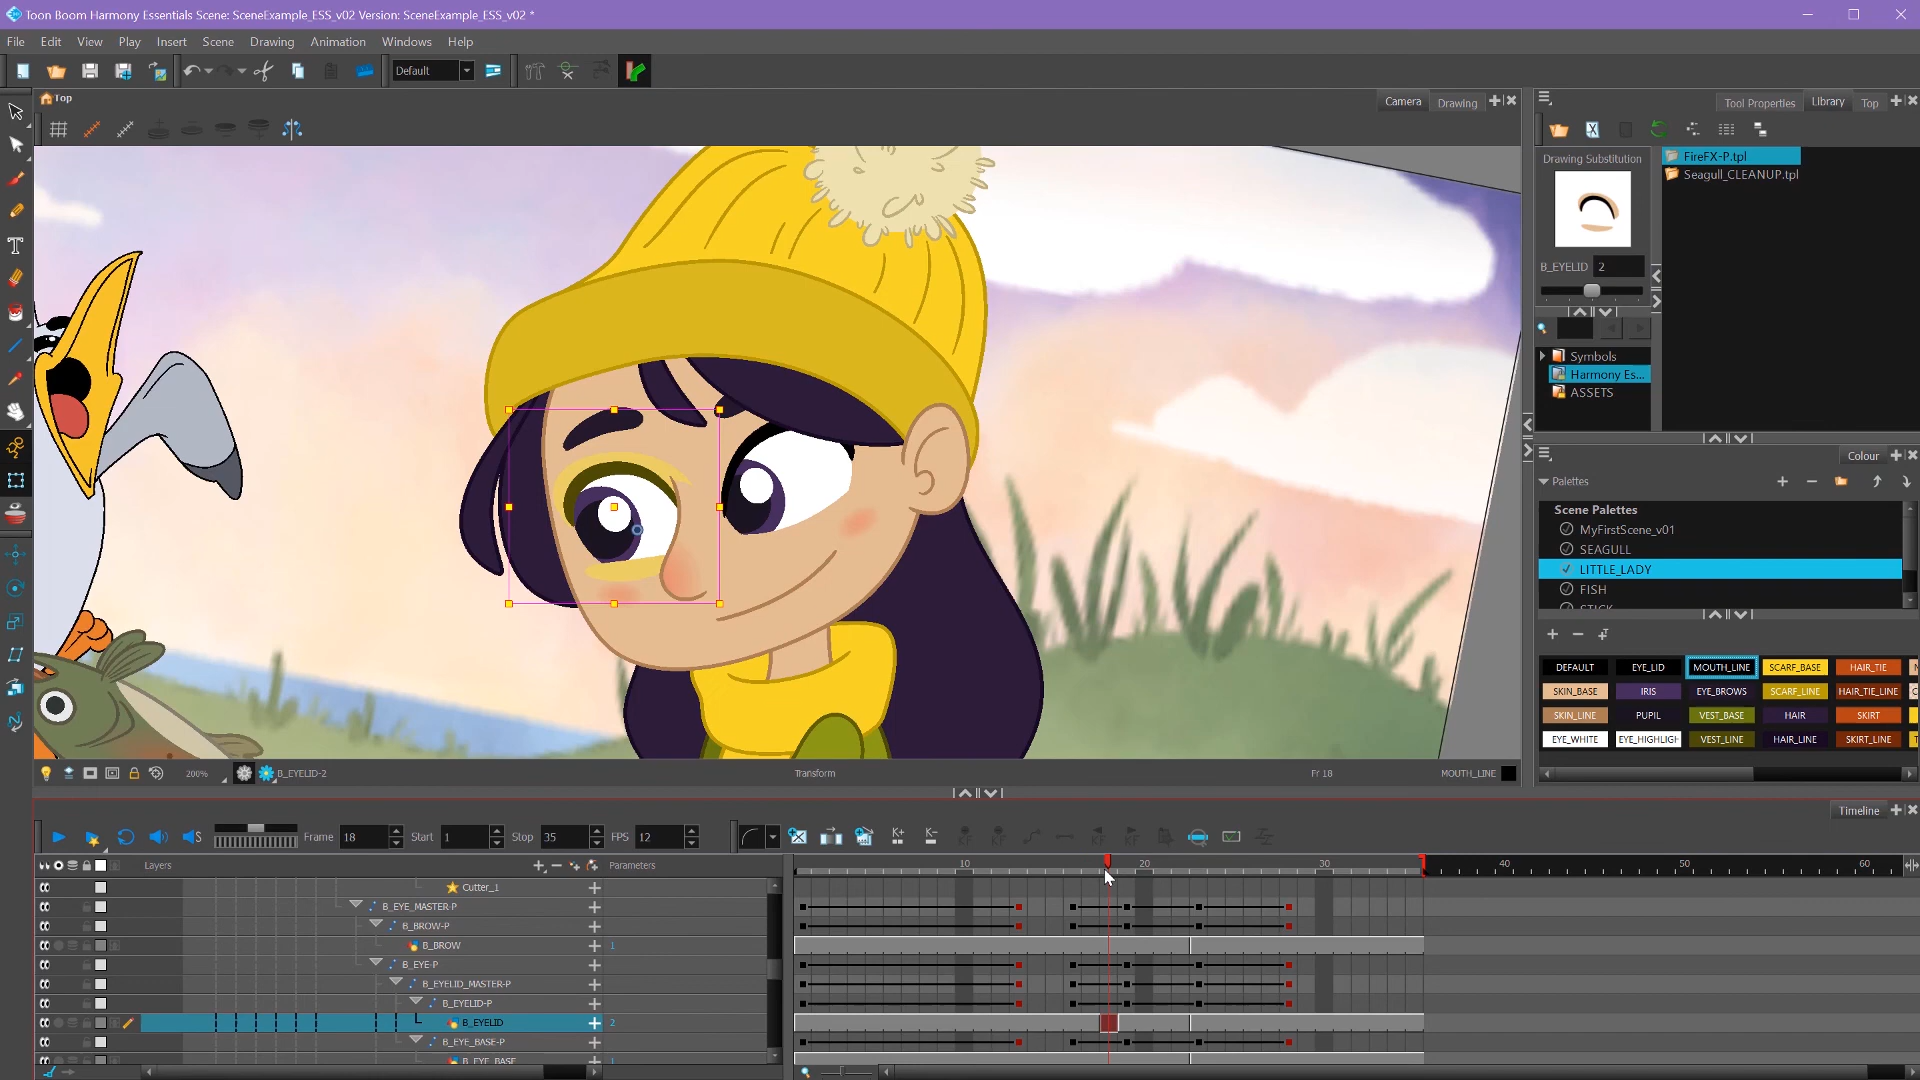 Toon Boom Harmony Essentials Scene: SceneExample_ESS_v02 Version: SceneExample_ESS_v02 *
File Edit View Play Insert Scene Drawing Animation Windows Help
Default
Top
Camera Drawing
Tool Properties Library Top
Drawing Substitution
FireFX-P.tpl
Seagull_CLEANUP.tpl
B_EYELID 2
Symbols
Harmony Es...
ASSETS
Colour
Palettes
Scene Palettes
MyFirstScene_v01
SEAGULL
LITTLE_LADY
FISH
STICK
DEFAULT EYE_LID MOUTH_LINE SCARF_BASE HAIR_TIE
SKIN_BASE IRIS EYE_BROWS SCARF_LINE HAIR_TIE_LINE
SKIN_LINE PUPIL VEST_BASE HAIR SKIRT
EYE_WHITE EYE_HIGHLIGH VEST_LINE HAIR_LINE SKIRT_LINE
200% B_EYELID-2 Transform Fr 18 MOUTH_LINE
Timeline
Frame 18 Start 1 Stop 35 FPS 12
Layers Parameters 10 20 30 40 50 60
Cutter_1
B_EYE_MASTER-P
B_BROW-P
B_BROW 1
B_EYE-P
B_EYELID_MASTER-P
B_EYELID-P
B_EYELID 2
B_EYE_BASE-P
B_EYE_BASE 1